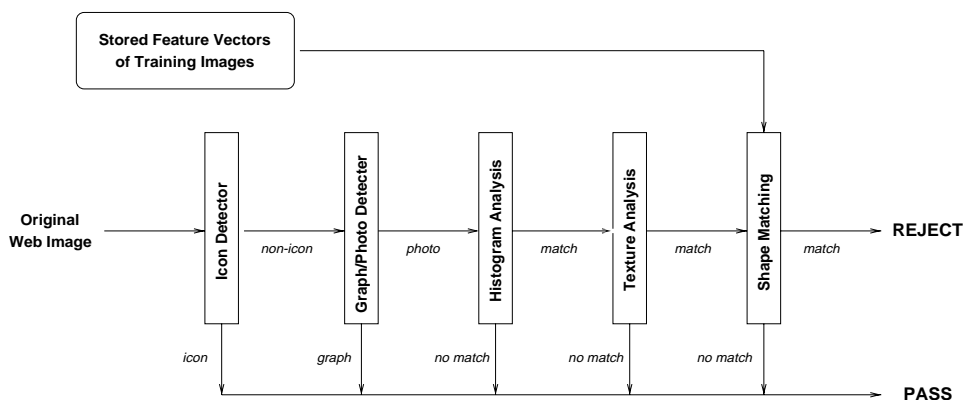 Stored Feature Vectors
of Training Images
Original
Web Image
Icon Detector
non-icon
Graph/Photo Detecter
photo
Histogram Analysis
match
Texture Analysis
match
Shape Matching
match
REJECT
icon
graph
no match
no match
no match
PASS